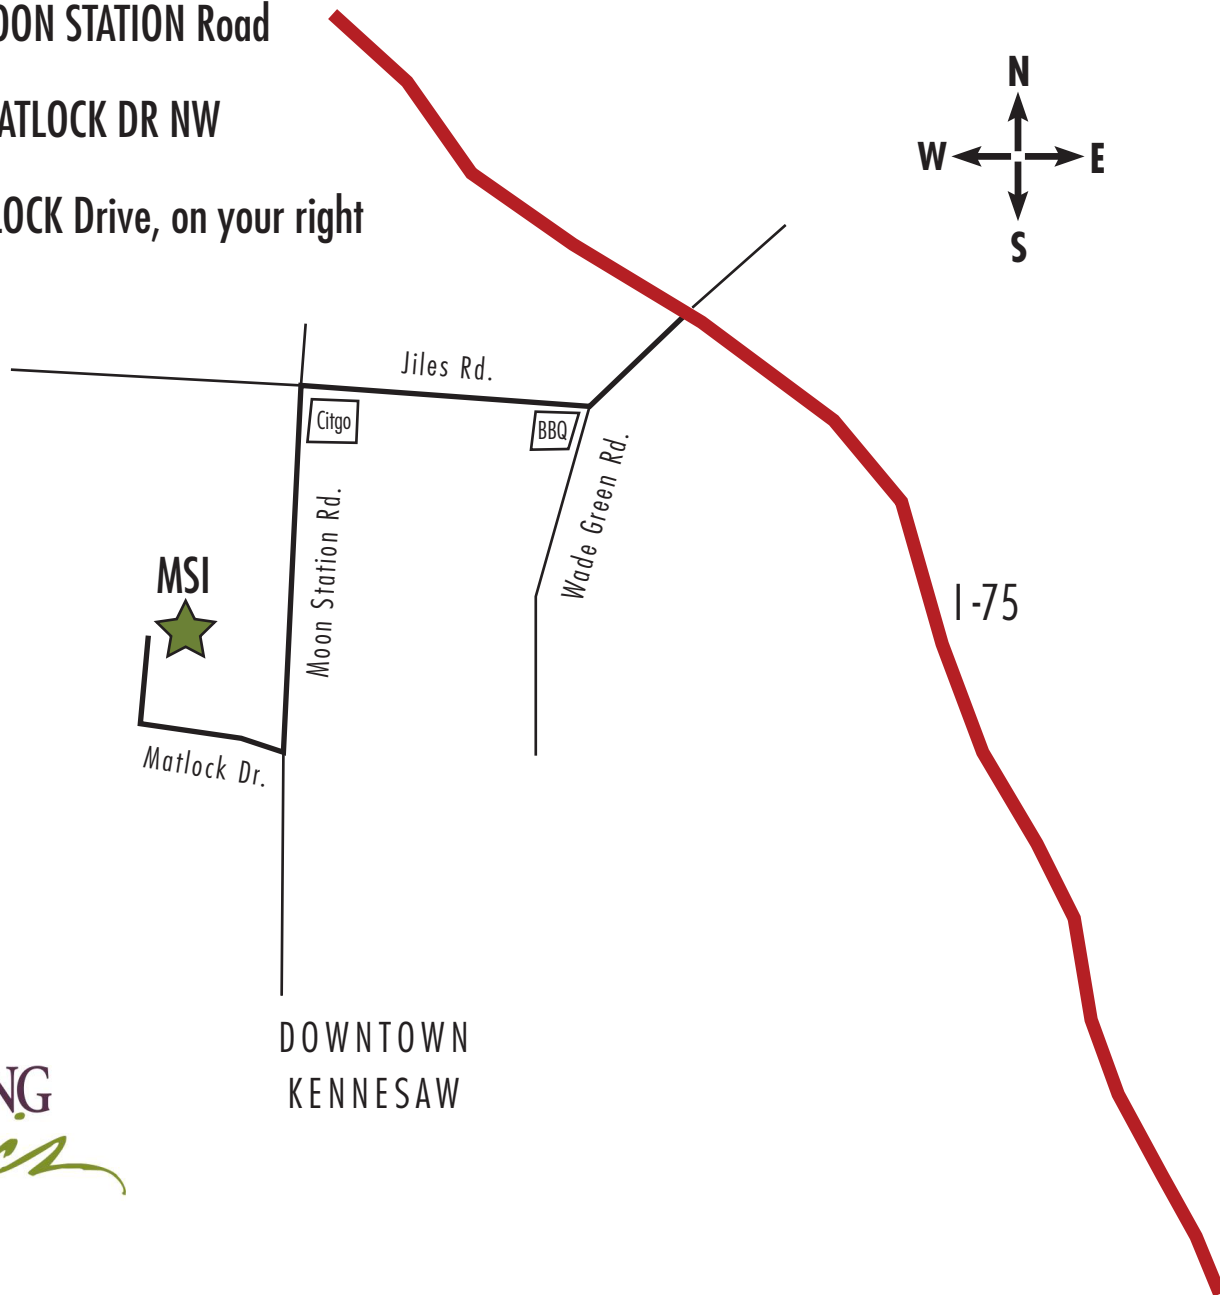 OON STATION Road
ATLOCK DR NW
LOCK Drive, on your right
N
W E
S
Jiles Rd.
Citgo
BBQ
Wade Green Rd.
Moon Station Rd.
MSI
I-75
Matlock Dr.
DOWNTOWN
KENNESAW
NG